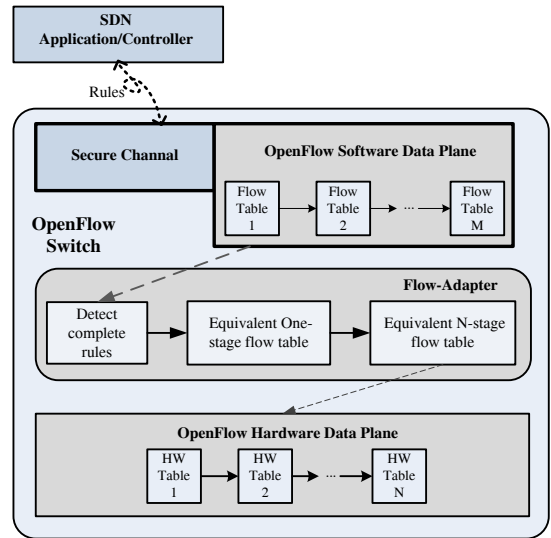 SDN
Application/Controller
Rules
Secure Channel
OpenFlow Software Data Plane
Flow
Table
1
Flow
Table
2
...
Flow
Table
M
OpenFlow
Switch
Flow-Adapter
Detect
complete
rules
Equivalent One-
stage flow table
Equivalent N-stage
flow table
OpenFlow Hardware Data Plane
HW
Table
1
HW
Table
2
...
HW
Table
N